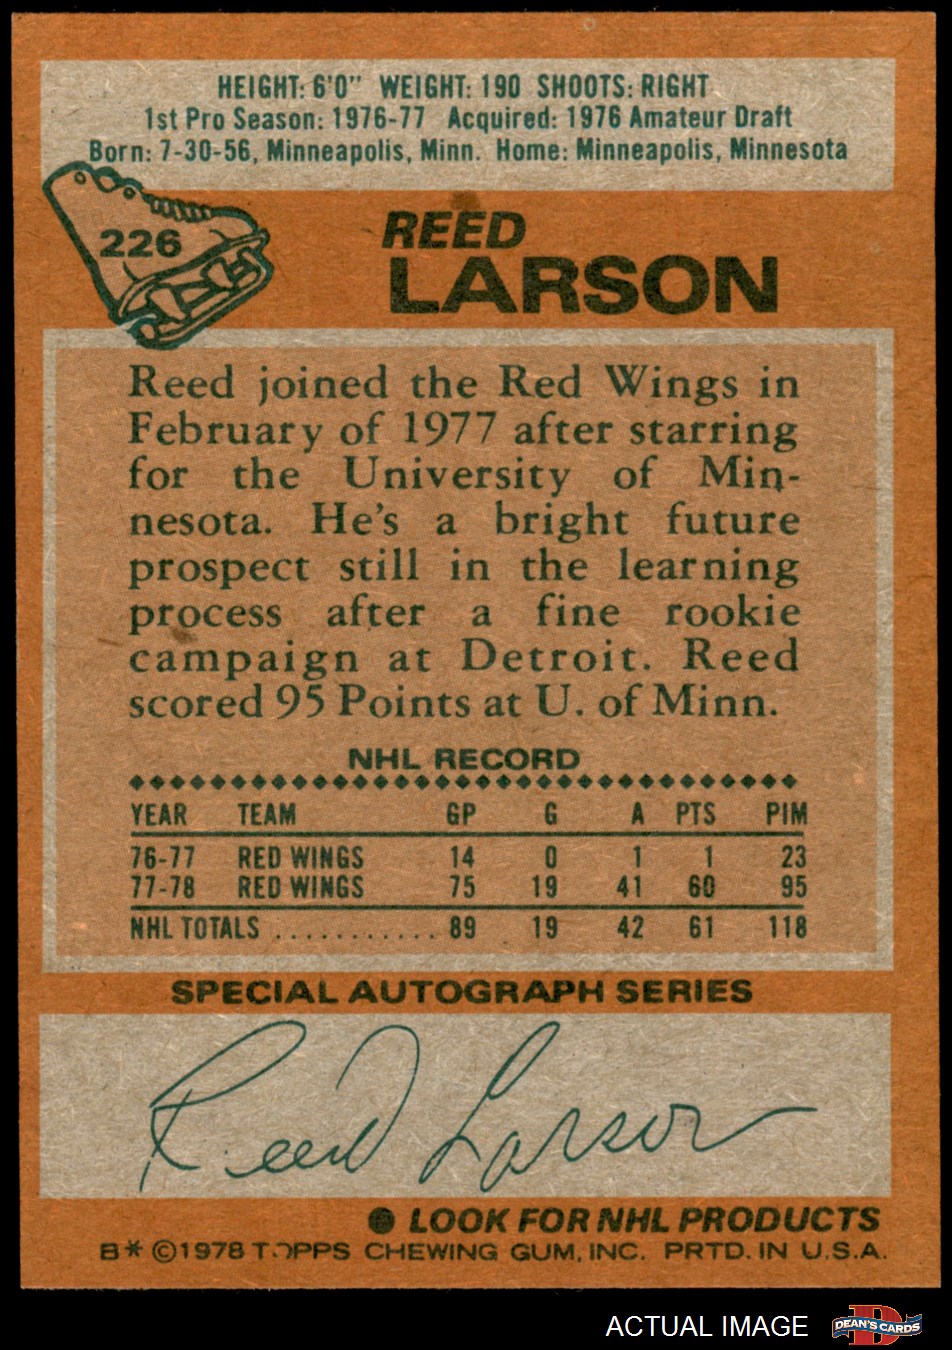 HEIGHT: 6'0" WEIGHT: 190 SHOOTS: RIGHT
1st Pro Season: 1976-77 Acquired: 1976 Amateur Draft
Born: 7-30-56, Minneapolis, Minn. Home: Minneapolis, Minnesota
226
REED
LARSON
Reed joined the Red Wings in
February of 1977 after starring
for the University of Min-
nesota. He's a bright future
prospect still in the learning
process after a fine rookie
campaign at Detroit. Reed
scored 95 Points at U. of Minn.
NHL RECORD
YEAR TEAM GP G A PTS PIM
76-77 RED WINGS 14 0 1 1 23
77-78 RED WINGS 75 19 41 60 95
NHL TOTALS ........... 89 19 42 61 118
SPECIAL AUTOGRAPH SERIES
Reed Larson
● LOOK FOR NHL PRODUCTS
B* ©1978 TOPPS CHEWING GUM, INC. PRTD. IN U.S.A.
ACTUAL IMAGE
D
DEAN'S CARDS